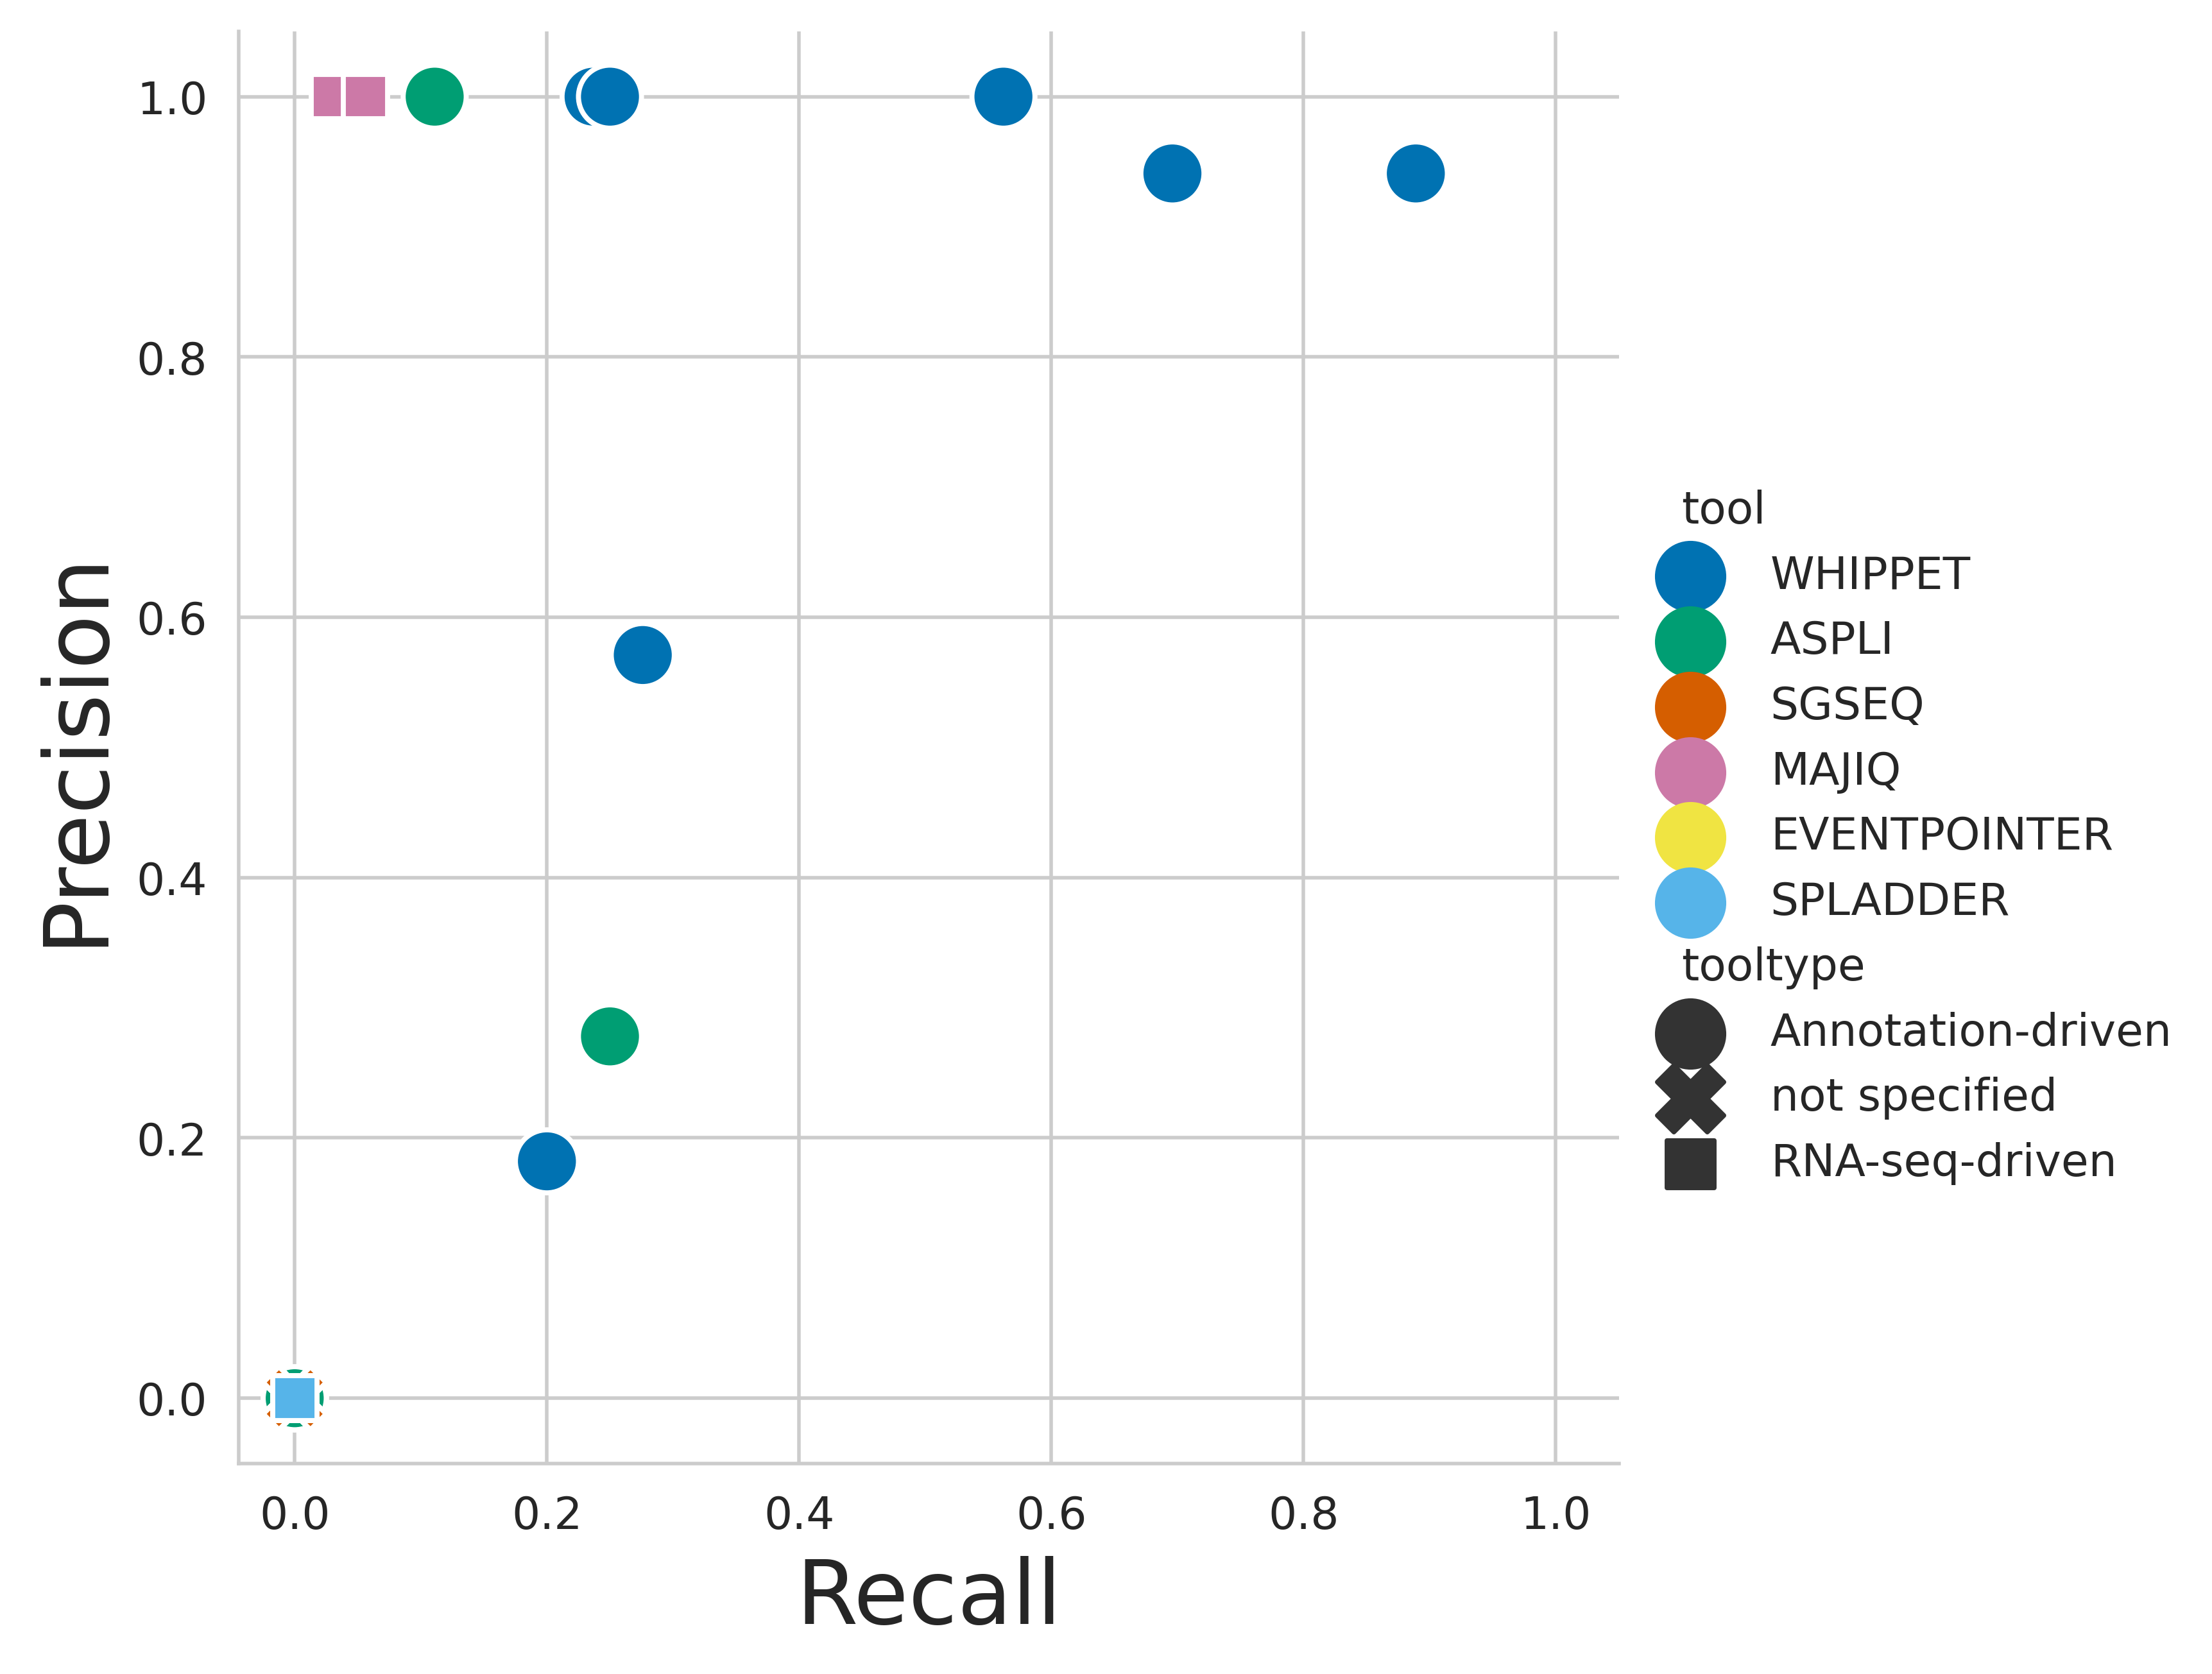 1.0
0.8
0.6
0.4
0.2
0.0
Precision
0.0 0.2 0.4 0.6 0.8 1.0
Recall
tool
WHIPPET
ASPLI
SGSEQ
MAJIQ
EVENTPOINTER
SPLADDER
tooltype
Annotation-driven
not specified
RNA-seq-driven